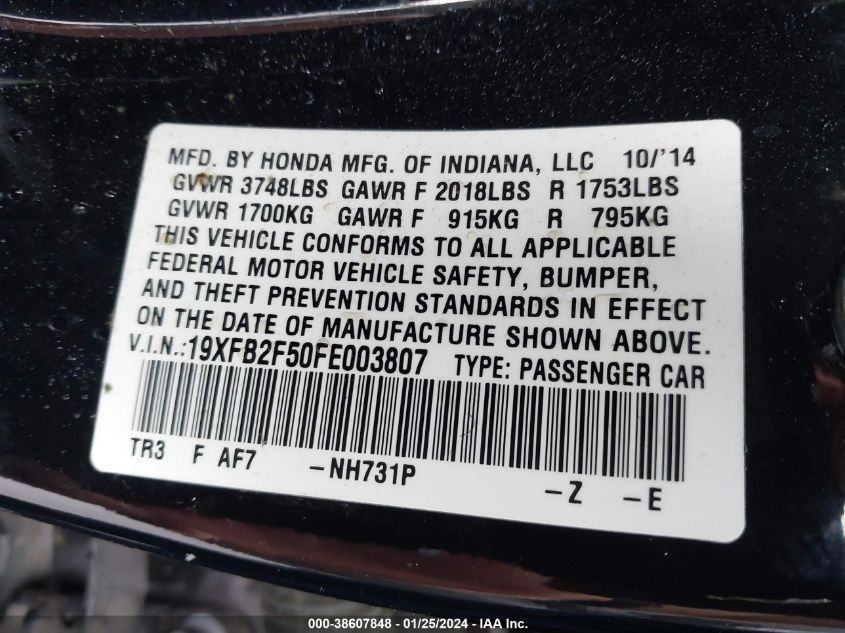 MFD. BY HONDA MFG. OF INDIANA, LLC 10/'14
GVWR 3748LBS GAWR F 2018LBS R 1753LBS
GVWR 1700KG GAWR F 915KG R 795KG
THIS VEHICLE CONFORMS TO ALL APPLICABLE
FEDERAL MOTOR VEHICLE SAFETY, BUMPER,
AND THEFT PREVENTION STANDARDS IN EFFECT
ON THE DATE OF MANUFACTURE SHOWN ABOVE.
V.I.N.:19XFB2F50FE003807 TYPE: PASSENGER CAR
TR3 F AF7 -NH731P -Z -E
000-38607848 - 01/25/2024 - IAA Inc.